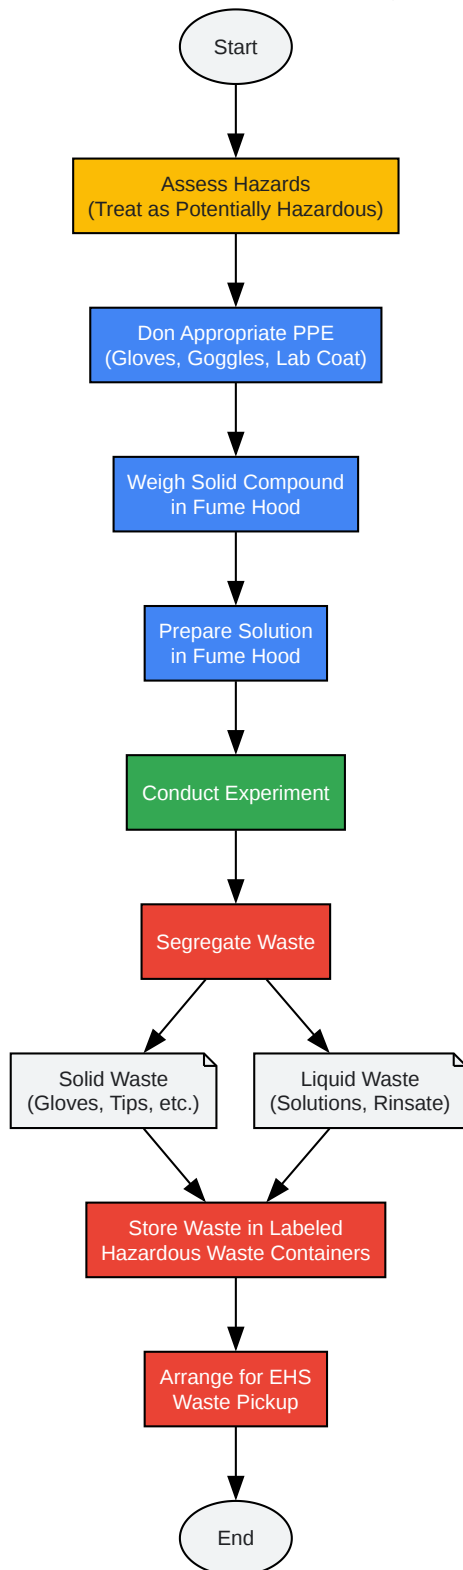 Start
Assess Hazards
(Treat as Potentially Hazardous)
Don Appropriate PPE
(Gloves, Goggles, Lab Coat)
Weigh Solid Compound
in Fume Hood
Prepare Solution
in Fume Hood
Conduct Experiment
Segregate Waste
Solid Waste
(Gloves, Tips, etc.)
Liquid Waste
(Solutions, Rinsate)
Store Waste in Labeled
Hazardous Waste Containers
Arrange for EHS
Waste Pickup
End